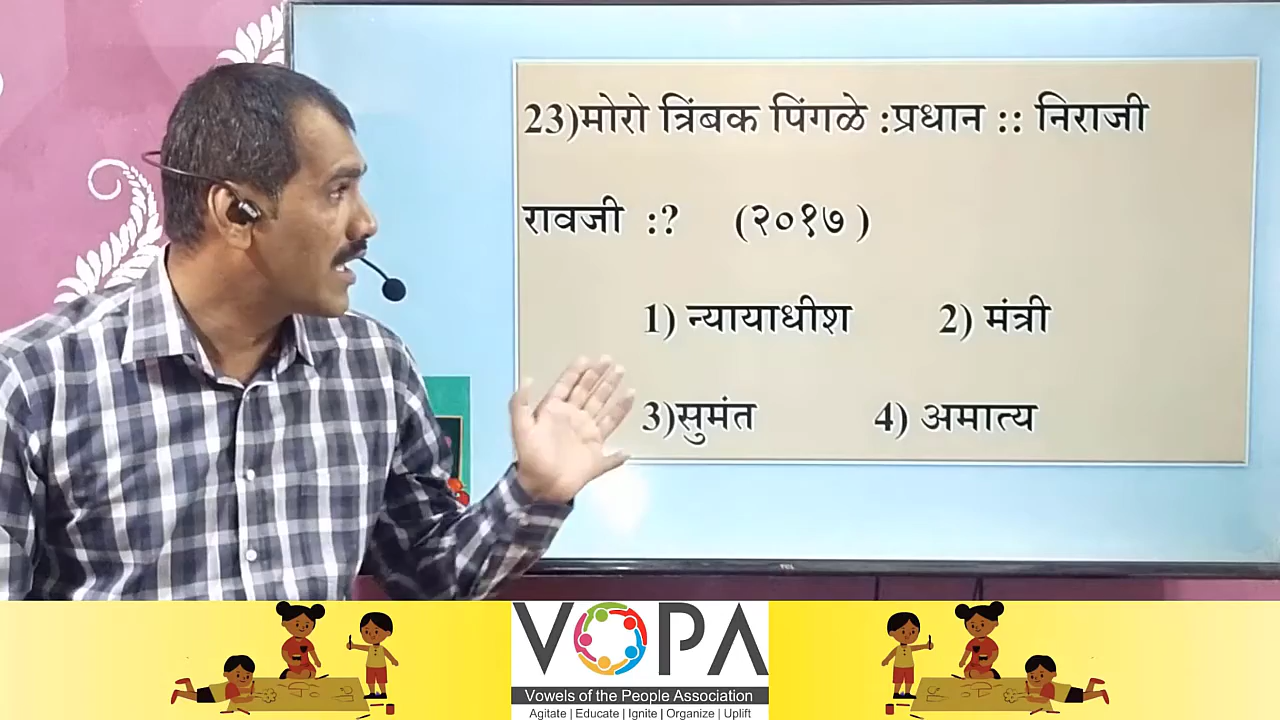 23)मोरो त्रिंबक पिंगळे :प्रधान :: निराजी
रावजी :? (२०१७ )
1) न्यायाधीश 2) मंत्री
3)सुमंत 4) अमात्य
TCL
VOPA
Vowels of the People Association
Agitate | Educate | Ignite | Organize | Uplift